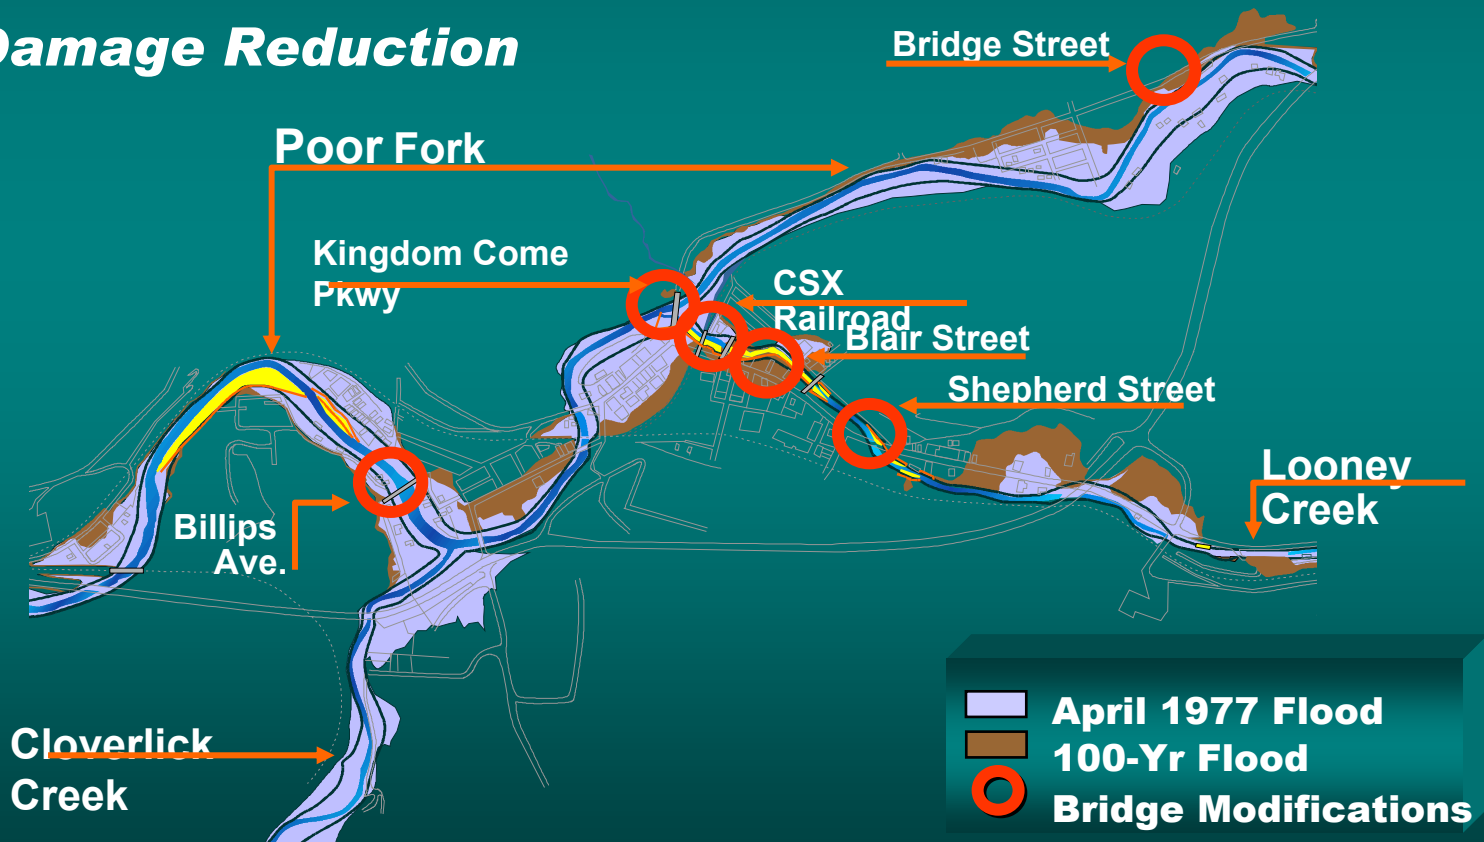 Damage Reduction
Bridge Street
Poor Fork
Kingdom Come
Pkwy
CSX
Railroad
Blair Street
Shepherd Street
Looney
Creek
Billips
Ave.
Cloverlick
Creek
April 1977 Flood
100-Yr Flood
Bridge Modifications